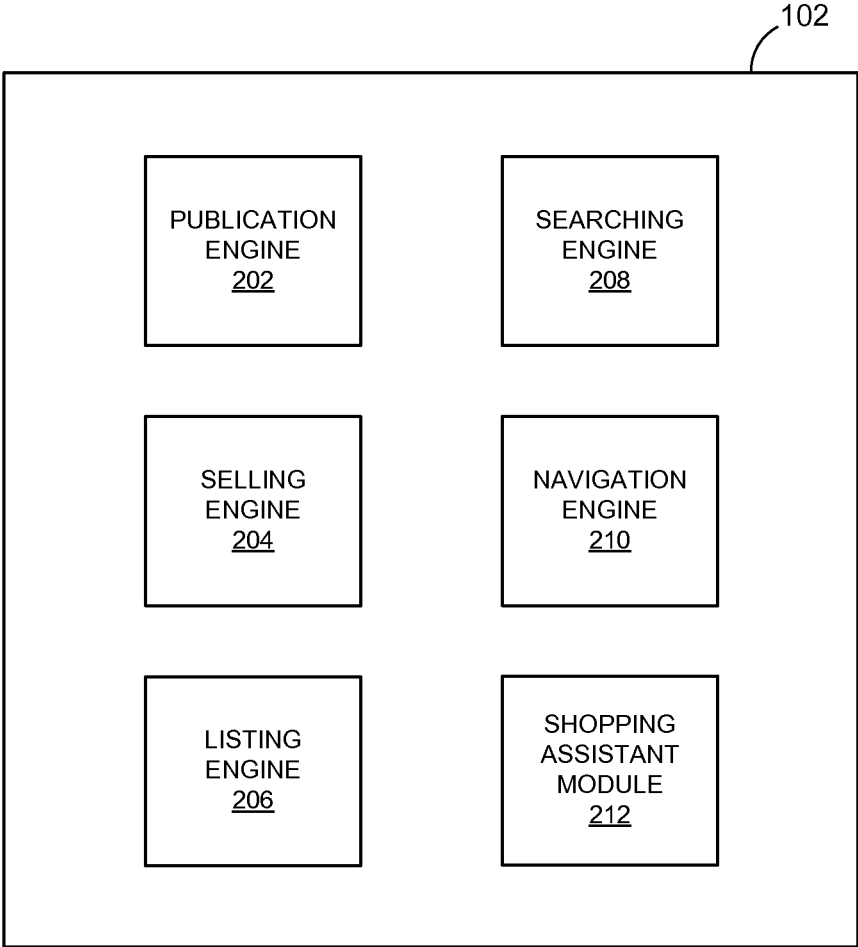 102
PUBLICATION
ENGINE
202
SEARCHING
ENGINE
208
SELLING
ENGINE
204
NAVIGATION
ENGINE
210
LISTING
ENGINE
206
SHOPPING
ASSISTANT
MODULE
212